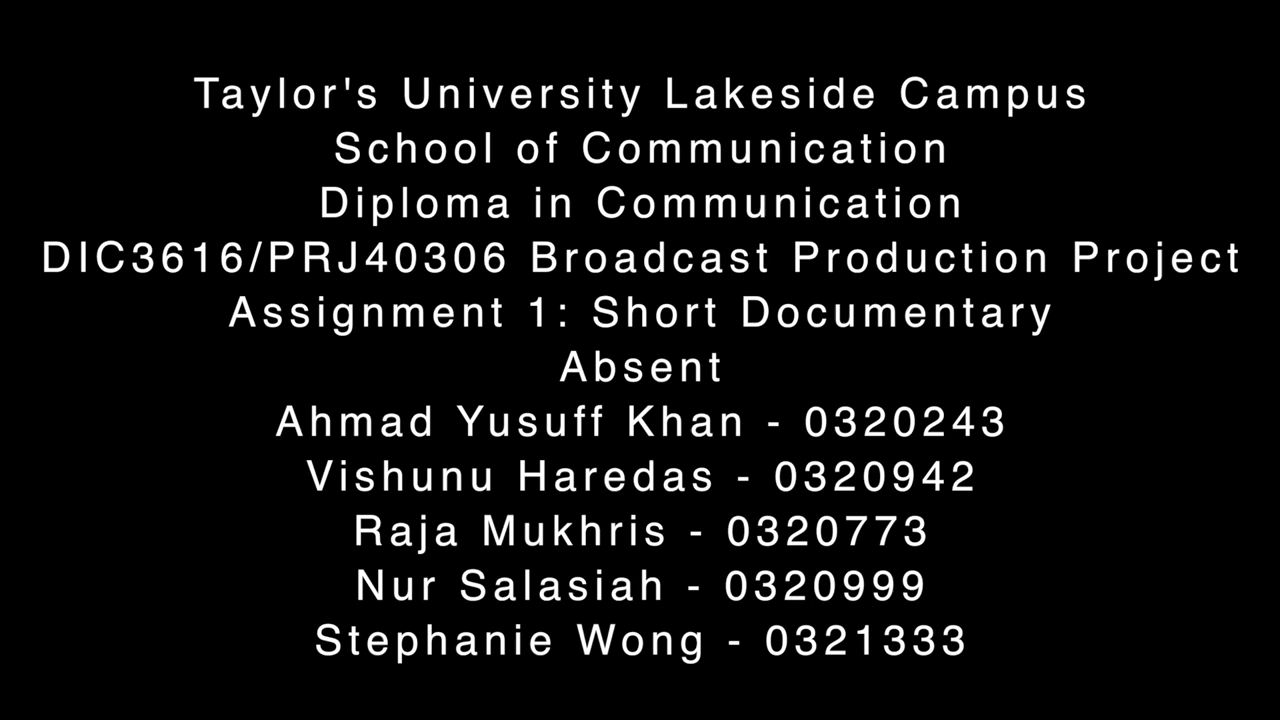 Taylor's University Lakeside Campus
School of Communication
Diploma in Communication
DIC3616/PRJ40306 Broadcast Production Project
Assignment 1: Short Documentary
Absent
Ahmad Yusuff Khan - 0320243
Vishunu Haredas - 0320942
Raja Mukhris - 0320773
Nur Salasiah - 0320999
Stephanie Wong - 0321333